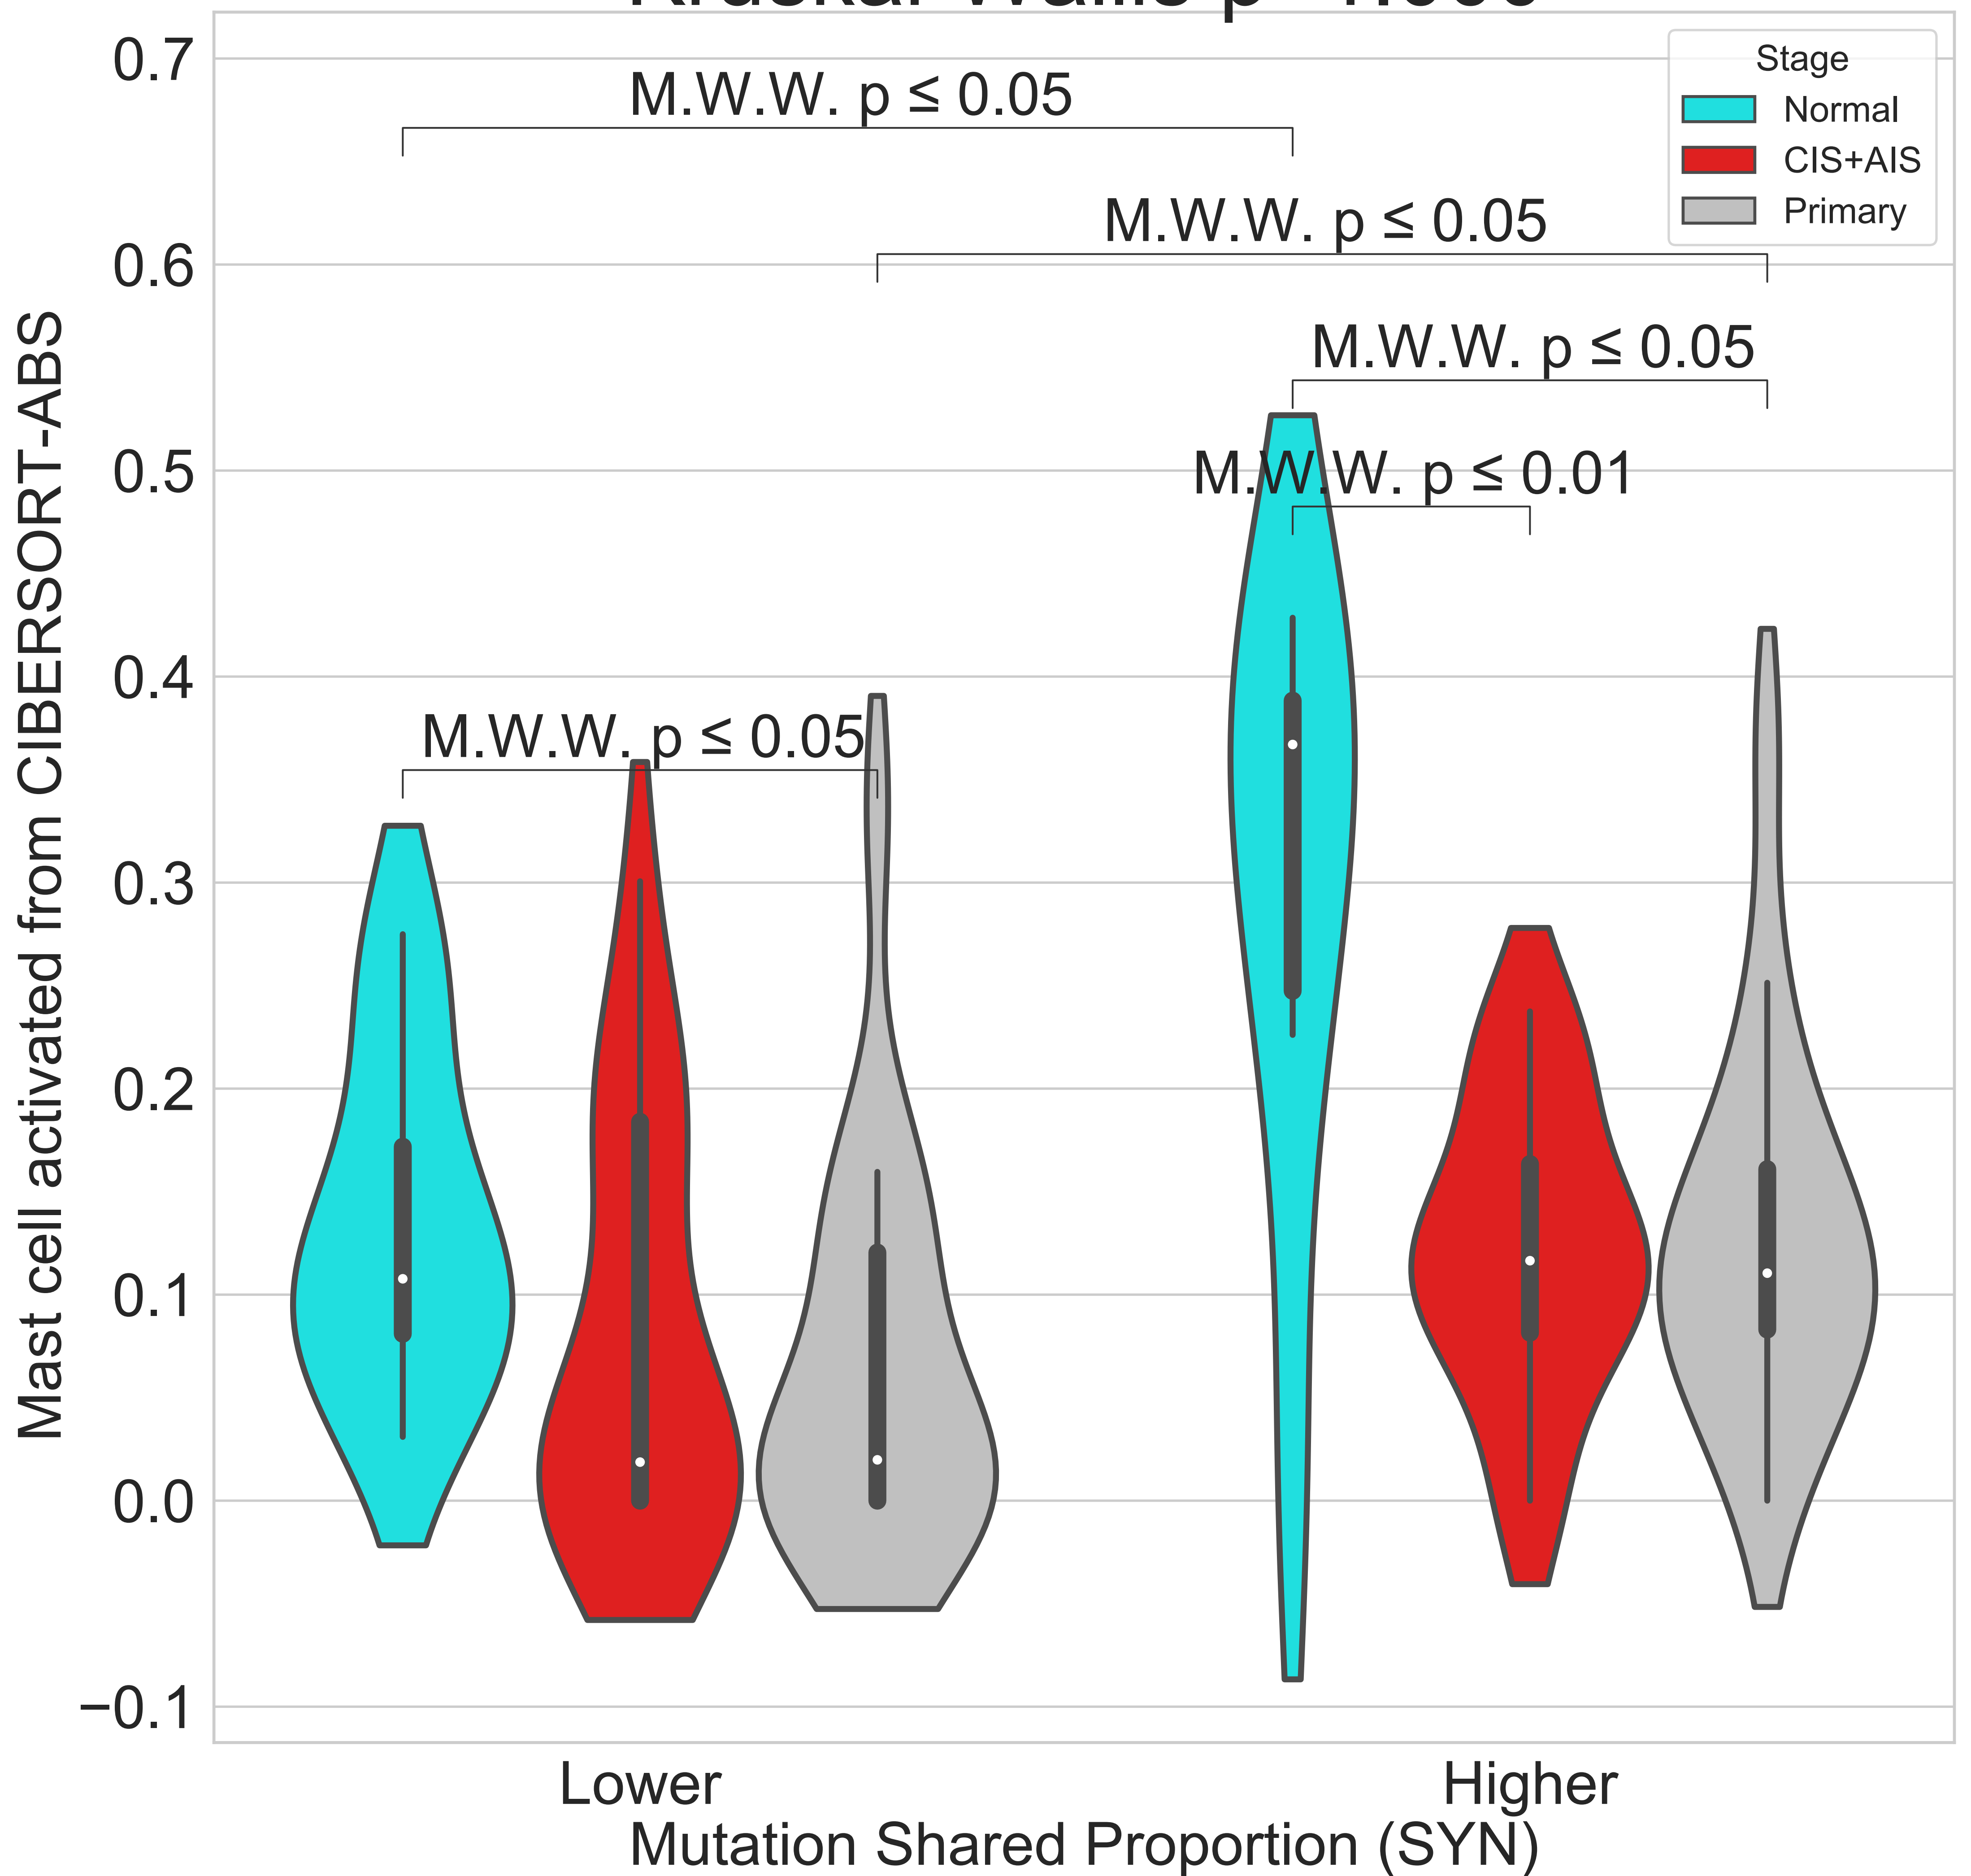 0.7
0.6
0.5
0.4
0.3
0.2
0.1
0.0
−0.1
Mast cell activated from CIBERSORT-ABS
M.W.W. p ≤ 0.05
M.W.W. p ≤ 0.05
M.W.W. p ≤ 0.05
M.W.W. p ≤ 0.01
M.W.W. p ≤ 0.05
Stage
Normal
CIS+AIS
Primary
Lower
Higher
Mutation Shared Proportion (SYN)